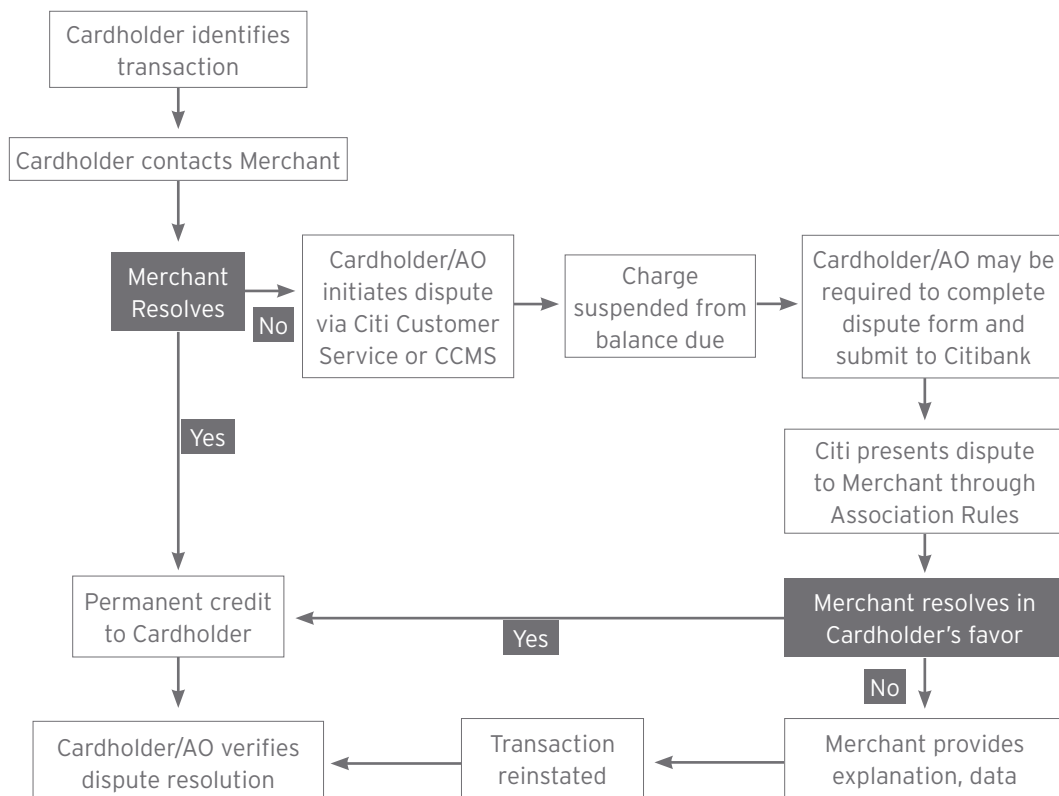 Cardholder identifies
transaction
Cardholder contacts Merchant
Merchant
Resolves
No
Cardholder/AO
initiates dispute
via Citi Customer
Service or CCMS
Charge
suspended from
balance due
Cardholder/AO may be
required to complete
dispute form and
submit to Citibank
Yes
Citi presents dispute
to Merchant through
Association Rules
Permanent credit
to Cardholder
Yes
Merchant resolves in
Cardholder’s favor
No
Cardholder/AO verifies
dispute resolution
Transaction
reinstated
Merchant provides
explanation, data